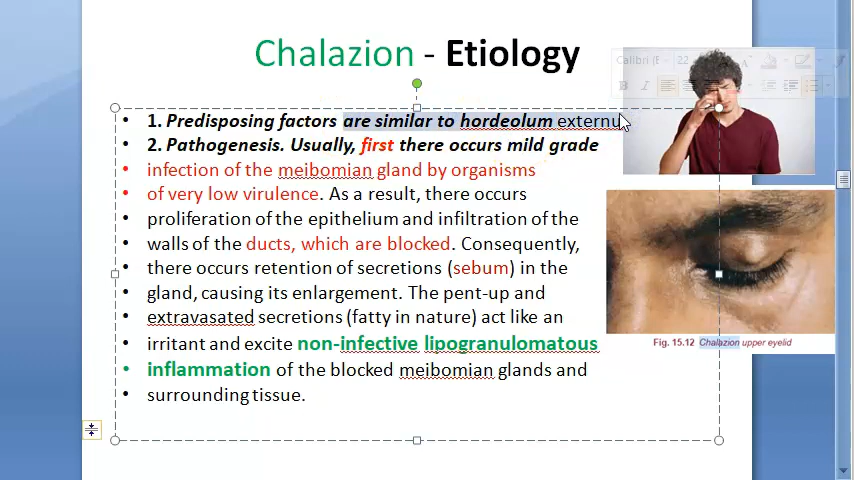 Chalazion - Etiology
• 1. Predisposing factors are similar to hordeolum externu
• 2. Pathogenesis. Usually, first there occurs mild grade
• infection of the meibomian gland by organisms
• of very low virulence. As a result, there occurs
• proliferation of the epithelium and infiltration of the
• walls of the ducts, which are blocked. Consequently,
• there occurs retention of secretions (sebum) in the
• gland, causing its enlargement. The pent-up and
• extravasated secretions (fatty in nature) act like an
• irritant and excite non-infective lipogranulomatous
• inflammation of the blocked meibomian glands and
• surrounding tissue.
Calibri (E 22
B I
Fig. 15.12 Chalazion upper eyelid